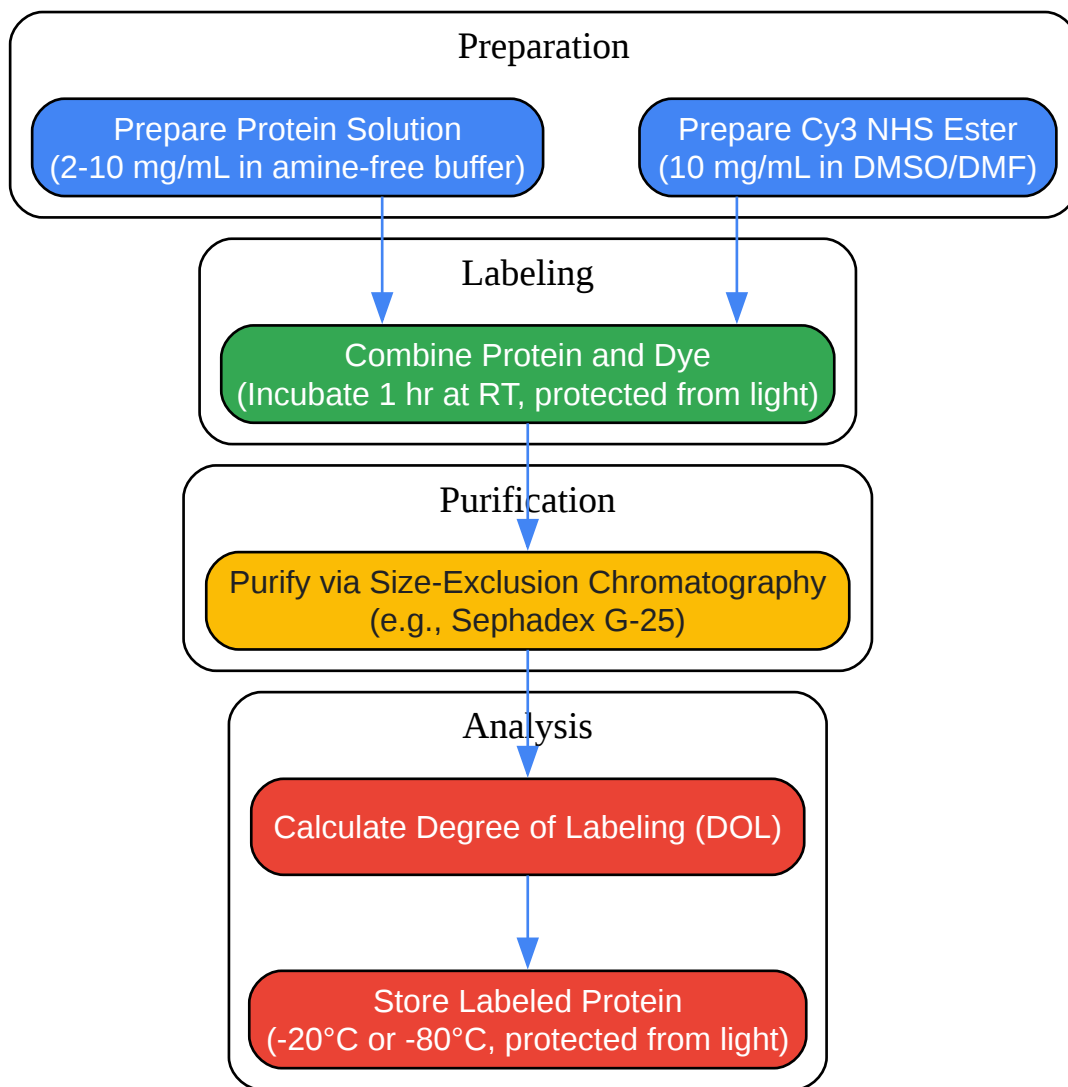 Preparation
Prepare Protein Solution
(2-10 mg/mL in amine-free buffer)
Prepare Cy3 NHS Ester
(10 mg/mL in DMSO/DMF)
Labeling
Combine Protein and Dye
(Incubate 1 hr at RT, protected from light)
Purification
Purify via Size-Exclusion Chromatography
(e.g., Sephadex G-25)
Analysis
Calculate Degree of Labeling (DOL)
Store Labeled Protein
(-20°C or -80°C, protected from light)